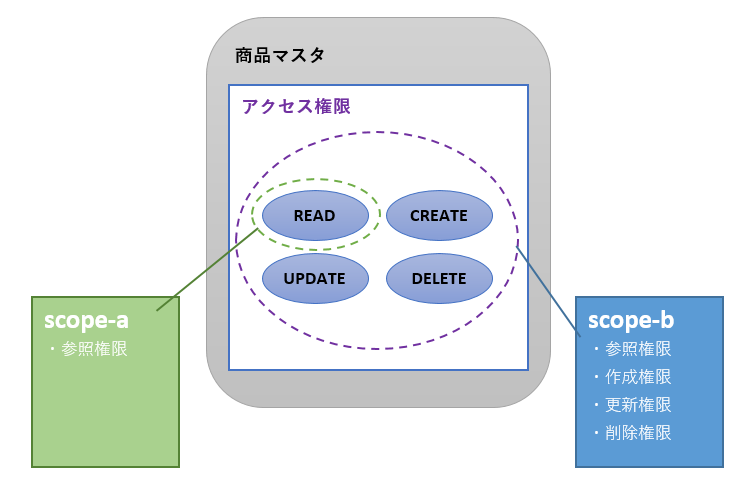 商品マスタ
アクセス権限
READ
CREATE
UPDATE
DELETE
scope-a
・参照権限
scope-b
・参照権限
・作成権限
・更新権限
・削除権限